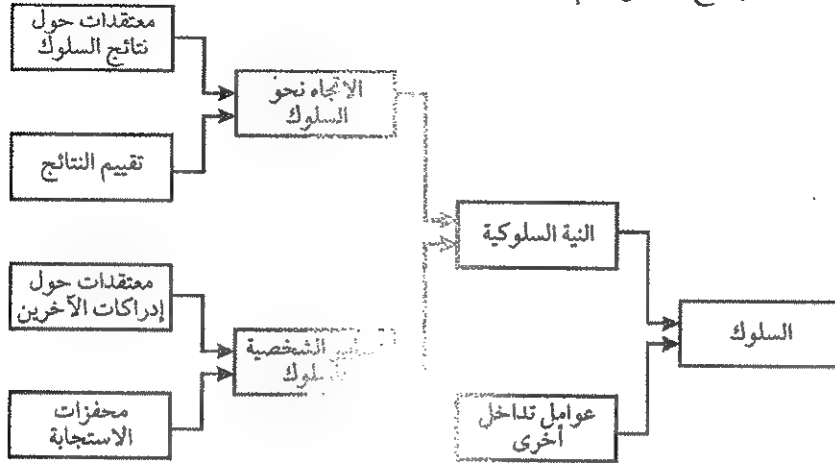 معتقدات حول
نتائج السلوك
الاتجاه نحو
السلوك
تقييم النتائج
النية السلوكية
معتقدات حول
إدراكات الآخرين
الشخصية
السلوك
محفزات
الاستجابة
عوامل تداخل
أخرى